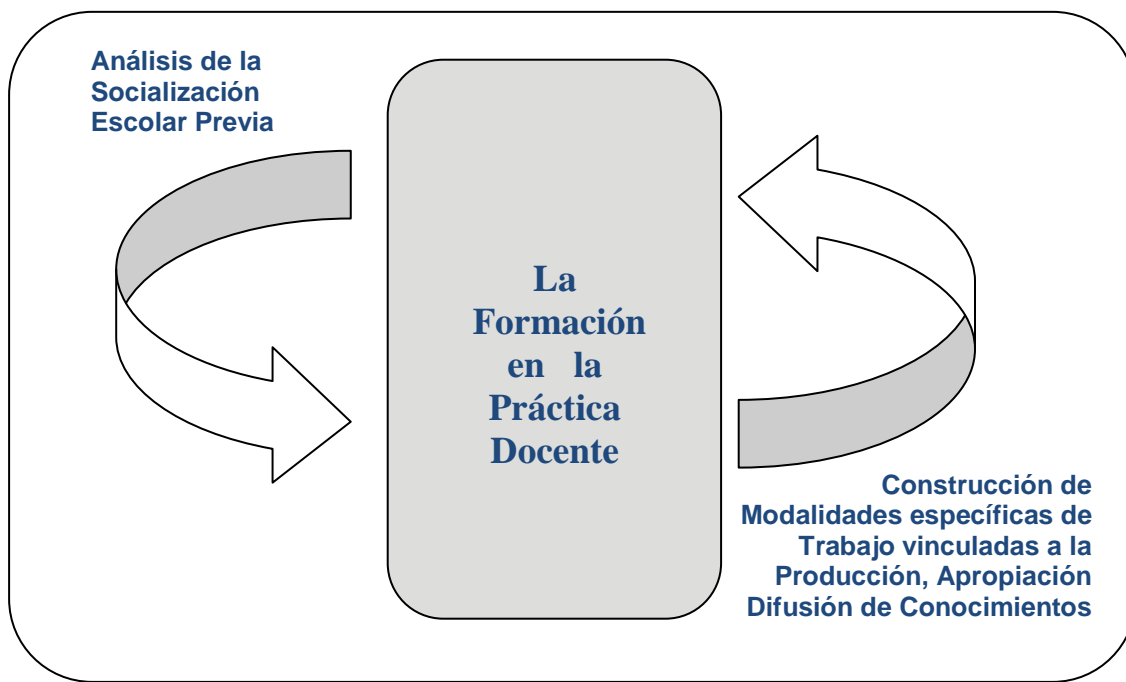 Análisis de la
Socialización
Escolar Previa
La
Formación
en la
Práctica
Docente
Construcción de
Modalidades específicas de
Trabajo vinculadas a la
Producción, Apropiación
Difusión de Conocimientos